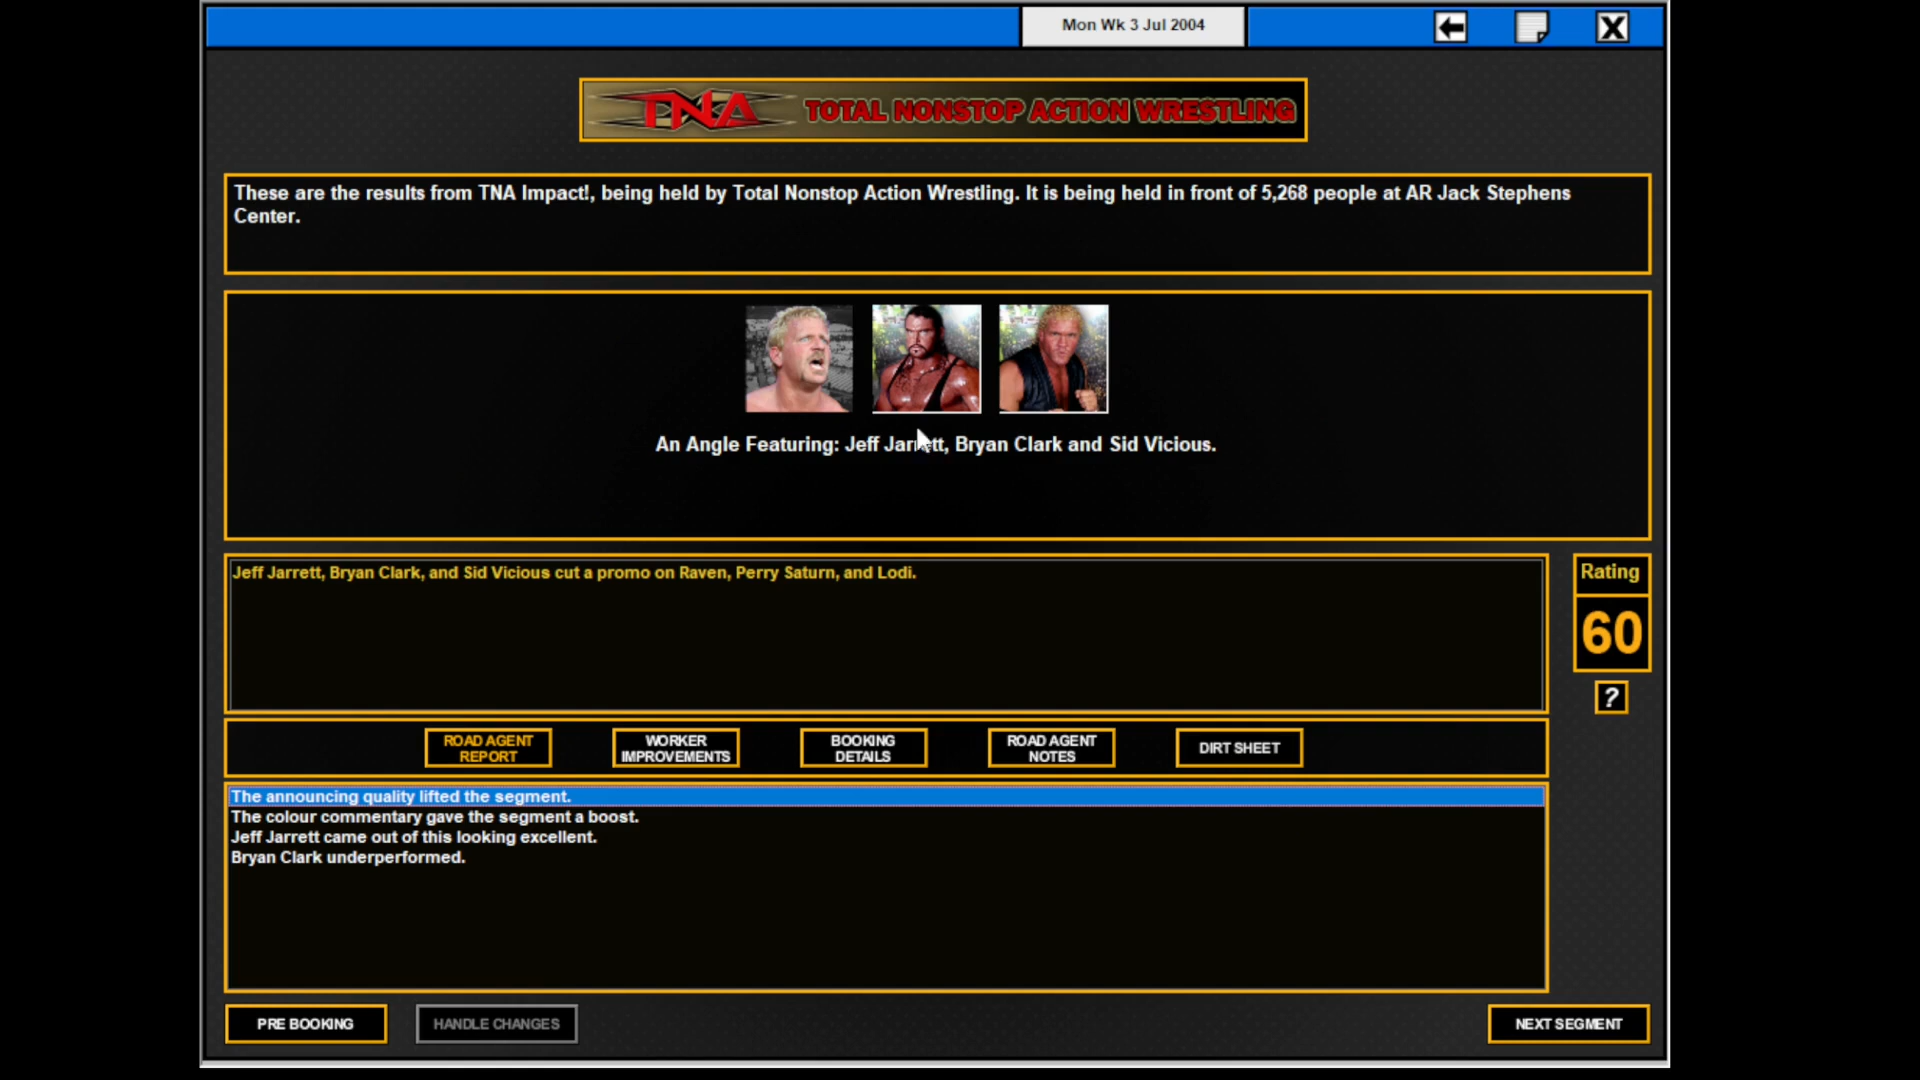 Mon Wk 3 Jul 2004
TNA TOTAL NONSTOP ACTION WRESTLING
These are the results from TNA Impact!, being held by Total Nonstop Action Wrestling. It is being held in front of 5,268 people at AR Jack Stephens
Center.
An Angle Featuring: Jeff Jarrett, Bryan Clark and Sid Vicious.
Jeff Jarrett, Bryan Clark, and Sid Vicious cut a promo on Raven, Perry Saturn, and Lodi.
Rating
60
?
ROAD AGENT
REPORT
WORKER
IMPROVEMENTS
BOOKING
DETAILS
ROAD AGENT
NOTES
DIRT SHEET
The announcing quality lifted the segment.
The colour commentary gave the segment a boost.
Jeff Jarrett came out of this looking excellent.
Bryan Clark underperformed.
PRE BOOKING
HANDLE CHANGES
NEXT SEGMENT